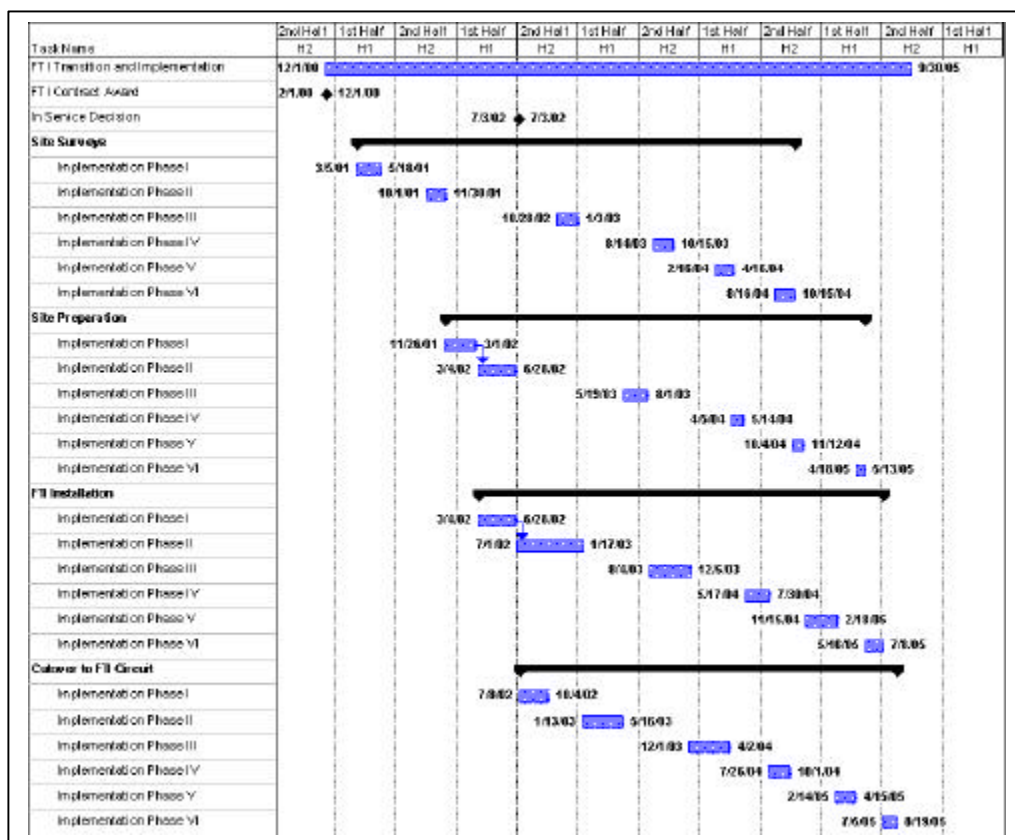 2nd Half 1st Half 2nd Half 1st Half 2nd Half 1st Half 2nd Half 1st Half 2nd Half 1st Half 2nd Half 1st Half
Task Name H2 H1 H2 H1 H2 H1 H2 H1 H2 H1 H2 H1
FTI Transition and Implementation 12/1/00 9/30/05
FTI Contract Award 2/1/00 12/1/00
In Service Decision 7/3/02 7/3/02
Site Surveys
Implementation Phase I 3/5/01 5/18/01
Implementation Phase II 10/1/01 11/30/01
Implementation Phase III 10/28/02 1/3/03
Implementation Phase IV 10/15/03
Implementation Phase V 2/16/04 4/16/04
Implementation Phase VI 8/16/04 10/15/04
Site Preparation
Implementation Phase I 11/26/01 3/1/02
Implementation Phase II 3/4/02 6/28/02
Implementation Phase III 5/19/03 8/1/03
Implementation Phase IV 4/5/04 5/14/04
Implementation Phase V 10/4/04 11/12/04
Implementation Phase VI 4/18/05 5/13/05
FTI Installation
Implementation Phase I 3/4/02 6/28/02
Implementation Phase II 7/1/02 1/17/03
Implementation Phase III 8/4/03 12/5/03
Implementation Phase IV 5/17/04 7/30/04
Implementation Phase V 11/15/04 2/18/05
Implementation Phase VI 5/16/05 7/8/05
Cutover to FTI Circuit
Implementation Phase I 7/8/02 10/4/02
Implementation Phase II 1/13/03 5/16/03
Implementation Phase III 12/1/03 4/2/04
Implementation Phase IV 7/26/04 10/1/04
Implementation Phase V 2/14/05 4/15/05
Implementation Phase VI 7/6/05 8/19/05